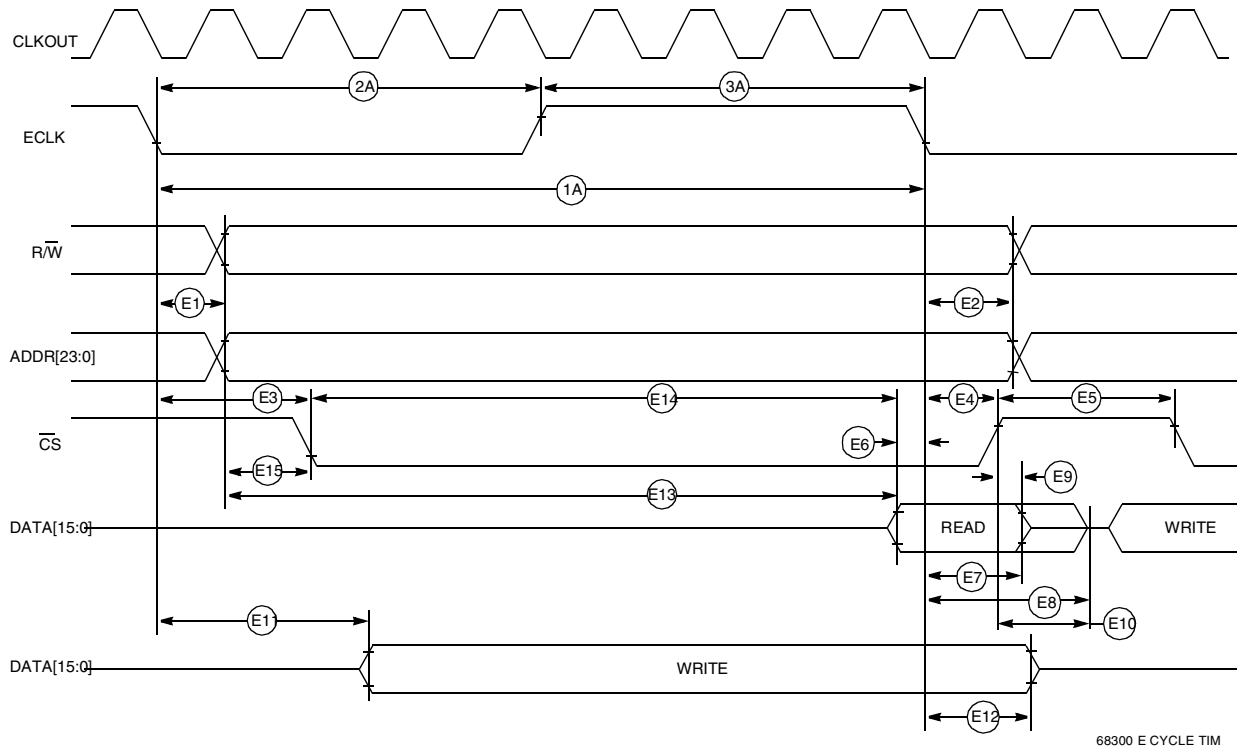 CLKOUT
2A
3A
ECLK
1A
R/W̅
E1
E2
ADDR[23:0]
E3
E14
E4
E5
C̅S̅
E6
E15
E9
E13
DATA[15:0]
READ
WRITE
E7
E8
E11
E10
DATA[15:0]
WRITE
E12
68300 E CYCLE TIM